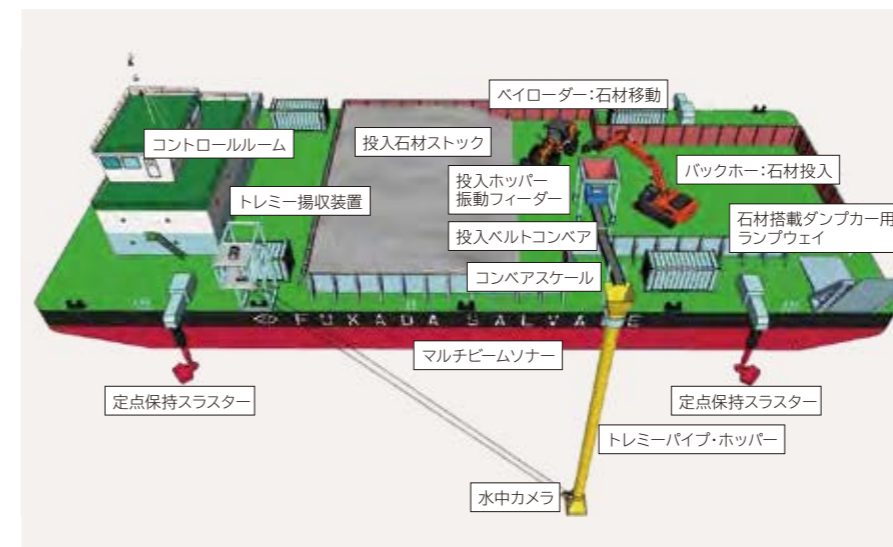 ペイローダー：石材移動
コントロールルーム
投入石材ストック
バックホー：石材投入
投入ホッパー
振動フィーダー
トレミー揚収装置
石材搭載ダンプカー用
ランプウェイ
投入ベルトコンベア
コンベアスケール
FUKADA SALVAGE
マルチビームソナー
定点保持スラスター
定点保持スラスター
トレミーパイプ・ホッパー
水中カメラ